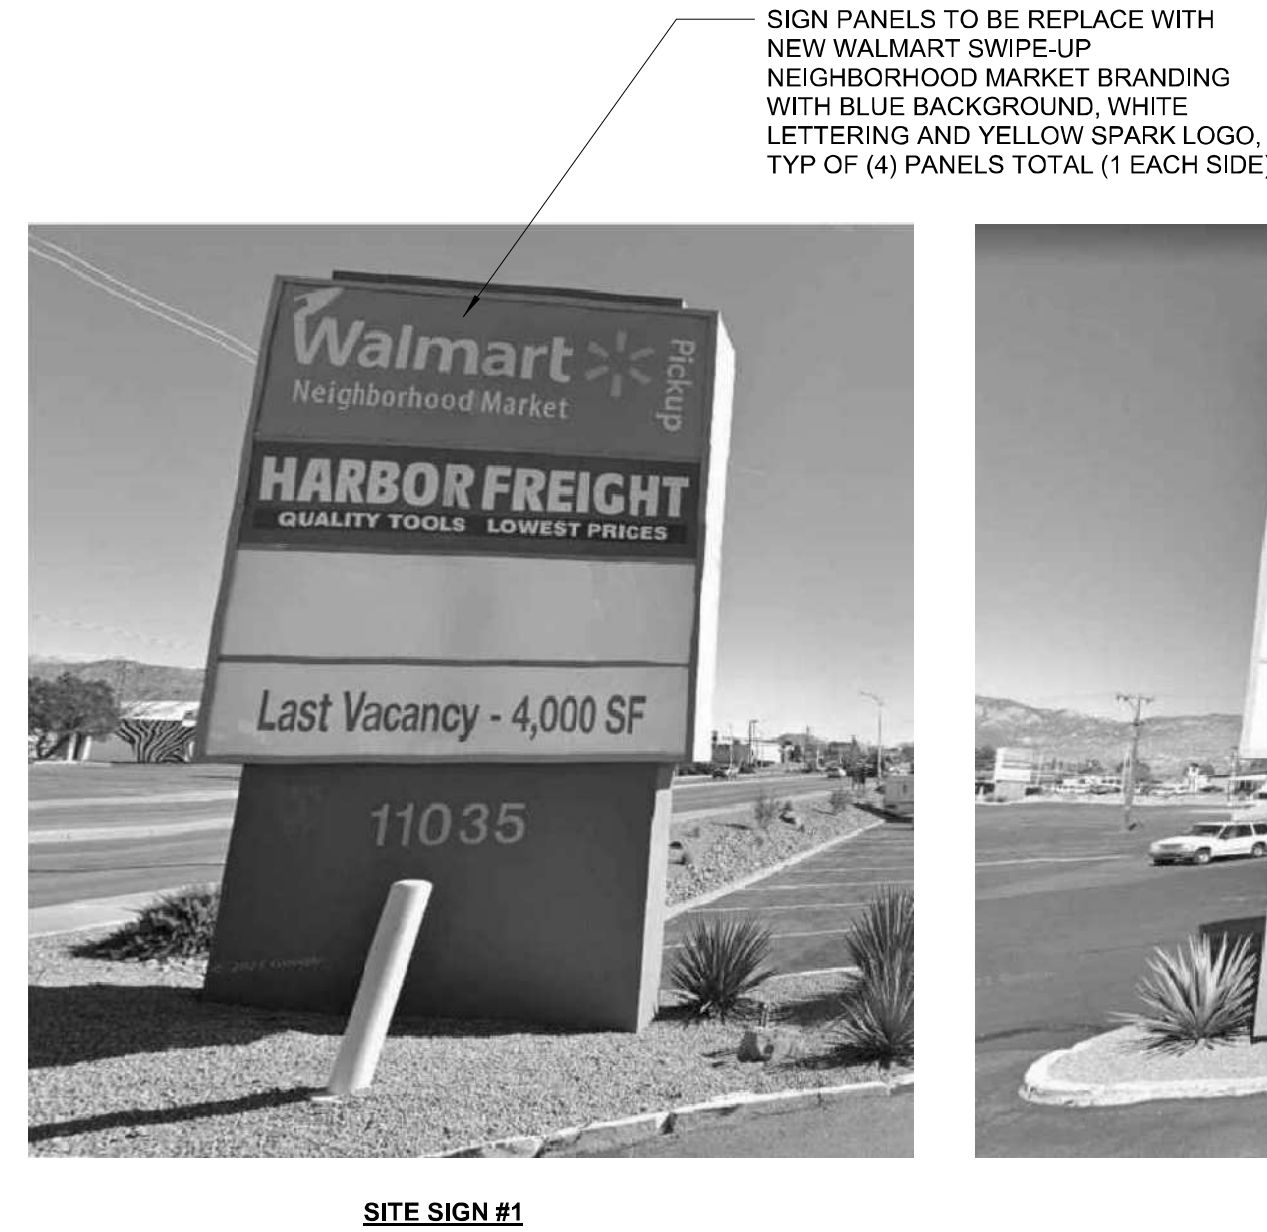 SIGN PANELS TO BE REPLACE WITH
NEW WALMART SWIPE-UP
NEIGHBORHOOD MARKET BRANDING
WITH BLUE BACKGROUND, WHITE
LETTERING AND YELLOW SPARK LOGO,
TYP OF (4) PANELS TOTAL (1 EACH SIDE)
Walmart
Neighborhood Market
Pickup
HARBOR FREIGHT
QUALITY TOOLS LOWEST PRICES
Last Vacancy - 4,000 SF
11035
SITE SIGN #1